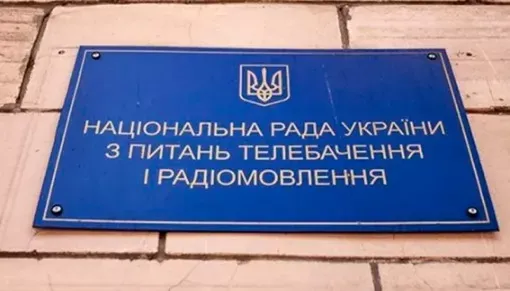 НАЦІОНАЛЬНА РАДА УКРАЇНИ
З ПИТАНЬ ТЕЛЕБАЧЕННЯ
І РАДІОМОВЛЕННЯ